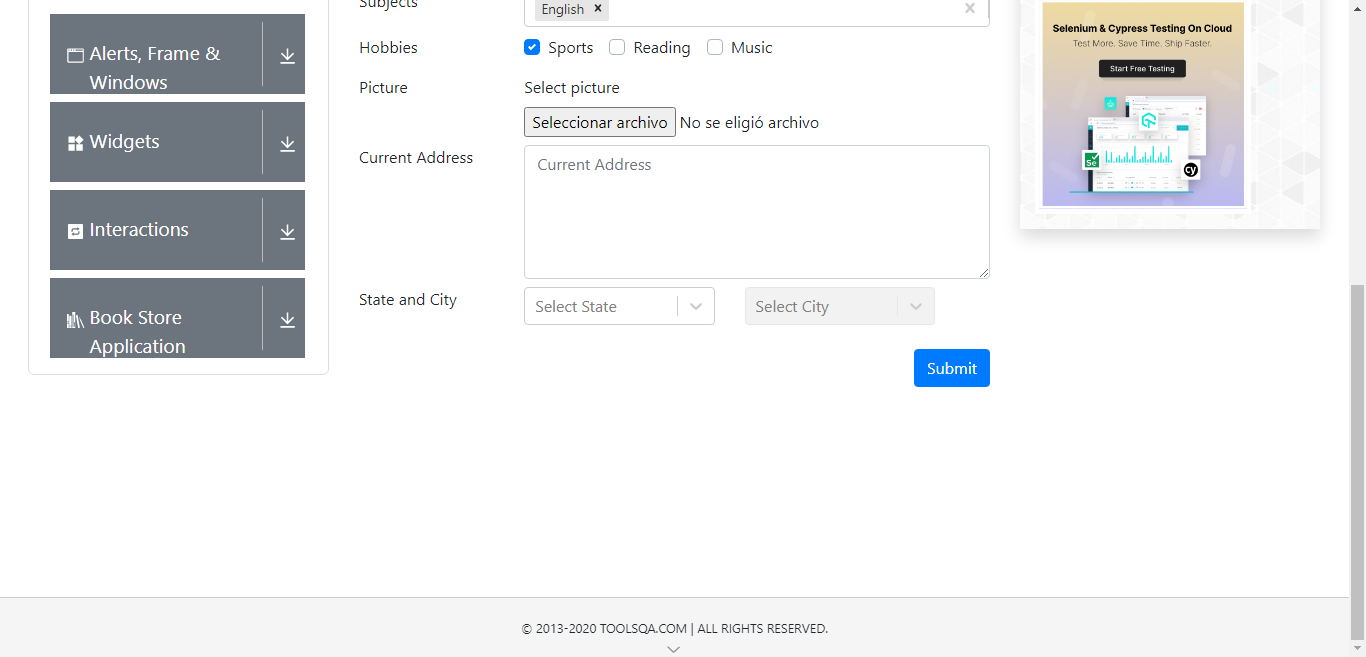 Subjects
English ×
Alerts, Frame &
Windows
Widgets
Interactions
Book Store
Application
Hobbies
Sports Reading Music
Picture
Select picture
Seleccionar archivo No se eligió archivo
Current Address
Current Address
State and City
Select State
Select City
Submit
Selenium & Cypress Testing On Cloud
Test More. Save Time. Ship Faster.
Start Free Testing
Se
cy
© 2013-2020 TOOLSQA.COM | ALL RIGHTS RESERVED.